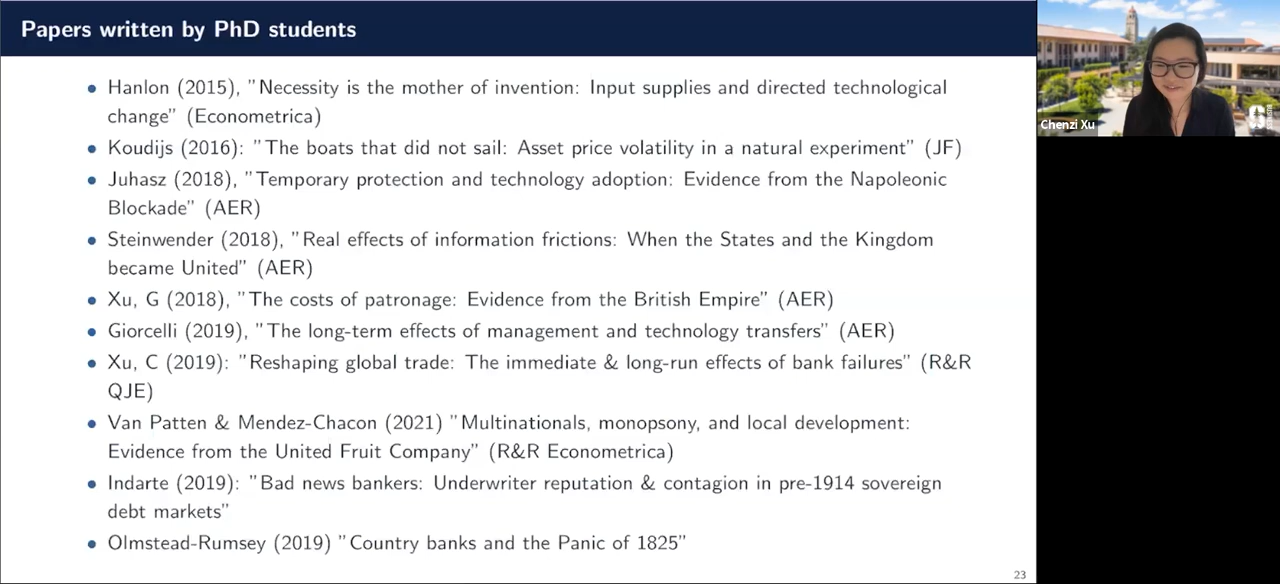 Papers written by PhD students
• Hanlon (2015), "Necessity is the mother of invention: Input supplies and directed technological
change" (Econometrica)
• Koudijs (2016): "The boats that did not sail: Asset price volatility in a natural experiment" (JF)
• Juhasz (2018), "Temporary protection and technology adoption: Evidence from the Napoleonic
Blockade" (AER)
• Steinwender (2018), "Real effects of information frictions: When the States and the Kingdom
became United" (AER)
• Xu, G (2018), "The costs of patronage: Evidence from the British Empire" (AER)
• Giorcelli (2019), "The long-term effects of management and technology transfers" (AER)
• Xu, C (2019): "Reshaping global trade: The immediate & long-run effects of bank failures" (R&R
QJE)
• Van Patten & Mendez-Chacon (2021) "Multinationals, monopsony, and local development:
Evidence from the United Fruit Company" (R&R Econometrica)
• Indarte (2019): "Bad news bankers: Underwriter reputation & contagion in pre-1914 sovereign
debt markets"
• Olmstead-Rumsey (2019) "Country banks and the Panic of 1825"
23
Chenzi Xu